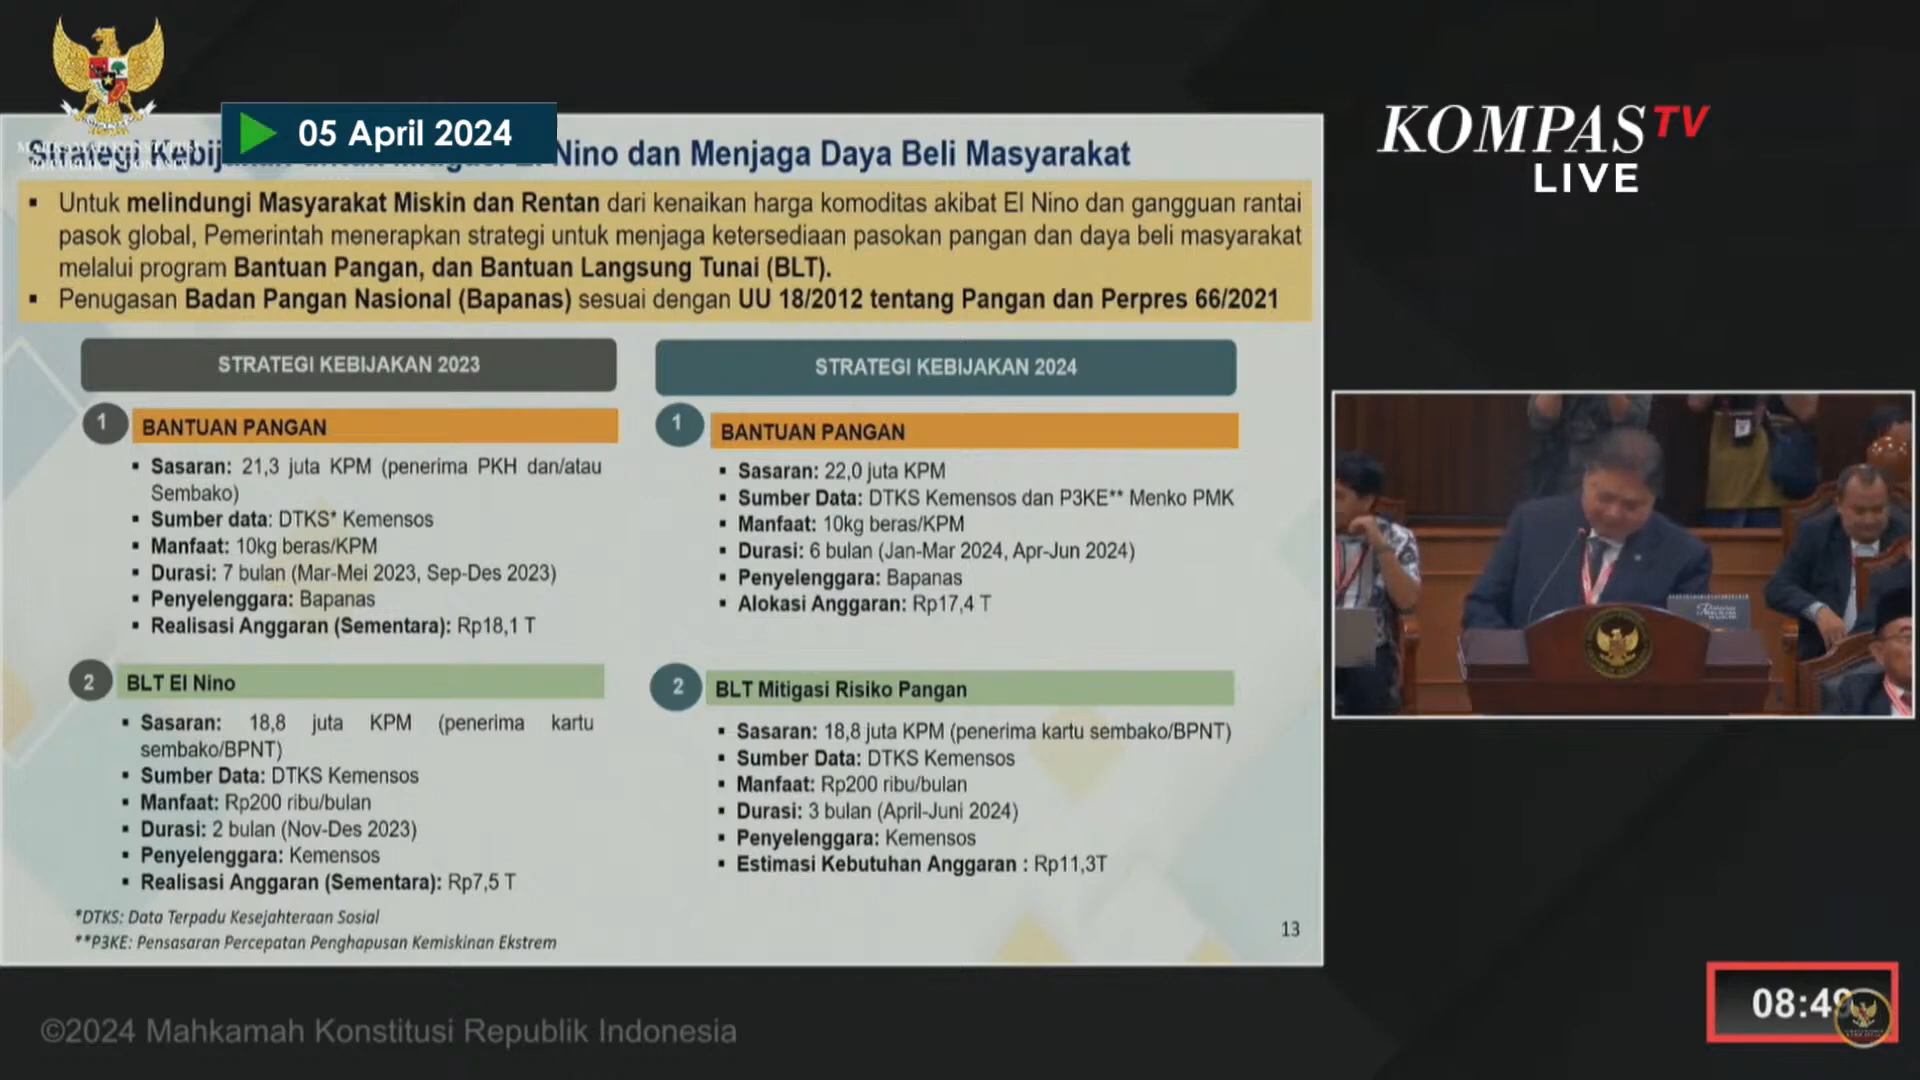 MAHKAMAH KONSTITUSI
REPUBLIK INDONESIA
05 April 2024
KOMPAS TV
LIVE
El Nino dan Menjaga Daya Beli Masyarakat
▪ Untuk melindungi Masyarakat Miskin dan Rentan dari kenaikan harga komoditas akibat El Nino dan gangguan rantai
pasok global, Pemerintah menerapkan strategi untuk menjaga ketersediaan pasokan pangan dan daya beli masyarakat
melalui program Bantuan Pangan, dan Bantuan Langsung Tunai (BLT).
▪ Penugasan Badan Pangan Nasional (Bapanas) sesuai dengan UU 18/2012 tentang Pangan dan Perpres 66/2021
STRATEGI KEBIJAKAN 2023
1 BANTUAN PANGAN
▪ Sasaran: 21,3 juta KPM (penerima PKH dan/atau
Sembako)
▪ Sumber data: DTKS* Kemensos
▪ Manfaat: 10kg beras/KPM
▪ Durasi: 7 bulan (Mar-Mei 2023, Sep-Des 2023)
▪ Penyelenggara: Bapanas
▪ Realisasi Anggaran (Sementara): Rp18,1 T
2 BLT El Nino
▪ Sasaran: 18,8 juta KPM (penerima kartu
sembako/BPNT)
▪ Sumber Data: DTKS Kemensos
▪ Manfaat: Rp200 ribu/bulan
▪ Durasi: 2 bulan (Nov-Des 2023)
▪ Penyelenggara: Kemensos
▪ Realisasi Anggaran (Sementara): Rp7,5 T
STRATEGI KEBIJAKAN 2024
1 BANTUAN PANGAN
▪ Sasaran: 22,0 juta KPM
▪ Sumber Data: DTKS Kemensos dan P3KE** Menko PMK
▪ Manfaat: 10kg beras/KPM
▪ Durasi: 6 bulan (Jan-Mar 2024, Apr-Jun 2024)
▪ Penyelenggara: Bapanas
▪ Alokasi Anggaran: Rp17,4 T
2 BLT Mitigasi Risiko Pangan
▪ Sasaran: 18,8 juta KPM (penerima kartu sembako/BPNT)
▪ Sumber Data: DTKS Kemensos
▪ Manfaat: Rp200 ribu/bulan
▪ Durasi: 3 bulan (April-Juni 2024)
▪ Penyelenggara: Kemensos
▪ Estimasi Kebutuhan Anggaran : Rp11,3T
*DTKS: Data Terpadu Kesejahteraan Sosial
**P3KE: Pensasaran Percepatan Penghapusan Kemiskinan Ekstrem
13
©2024 Mahkamah Konstitusi Republik Indonesia